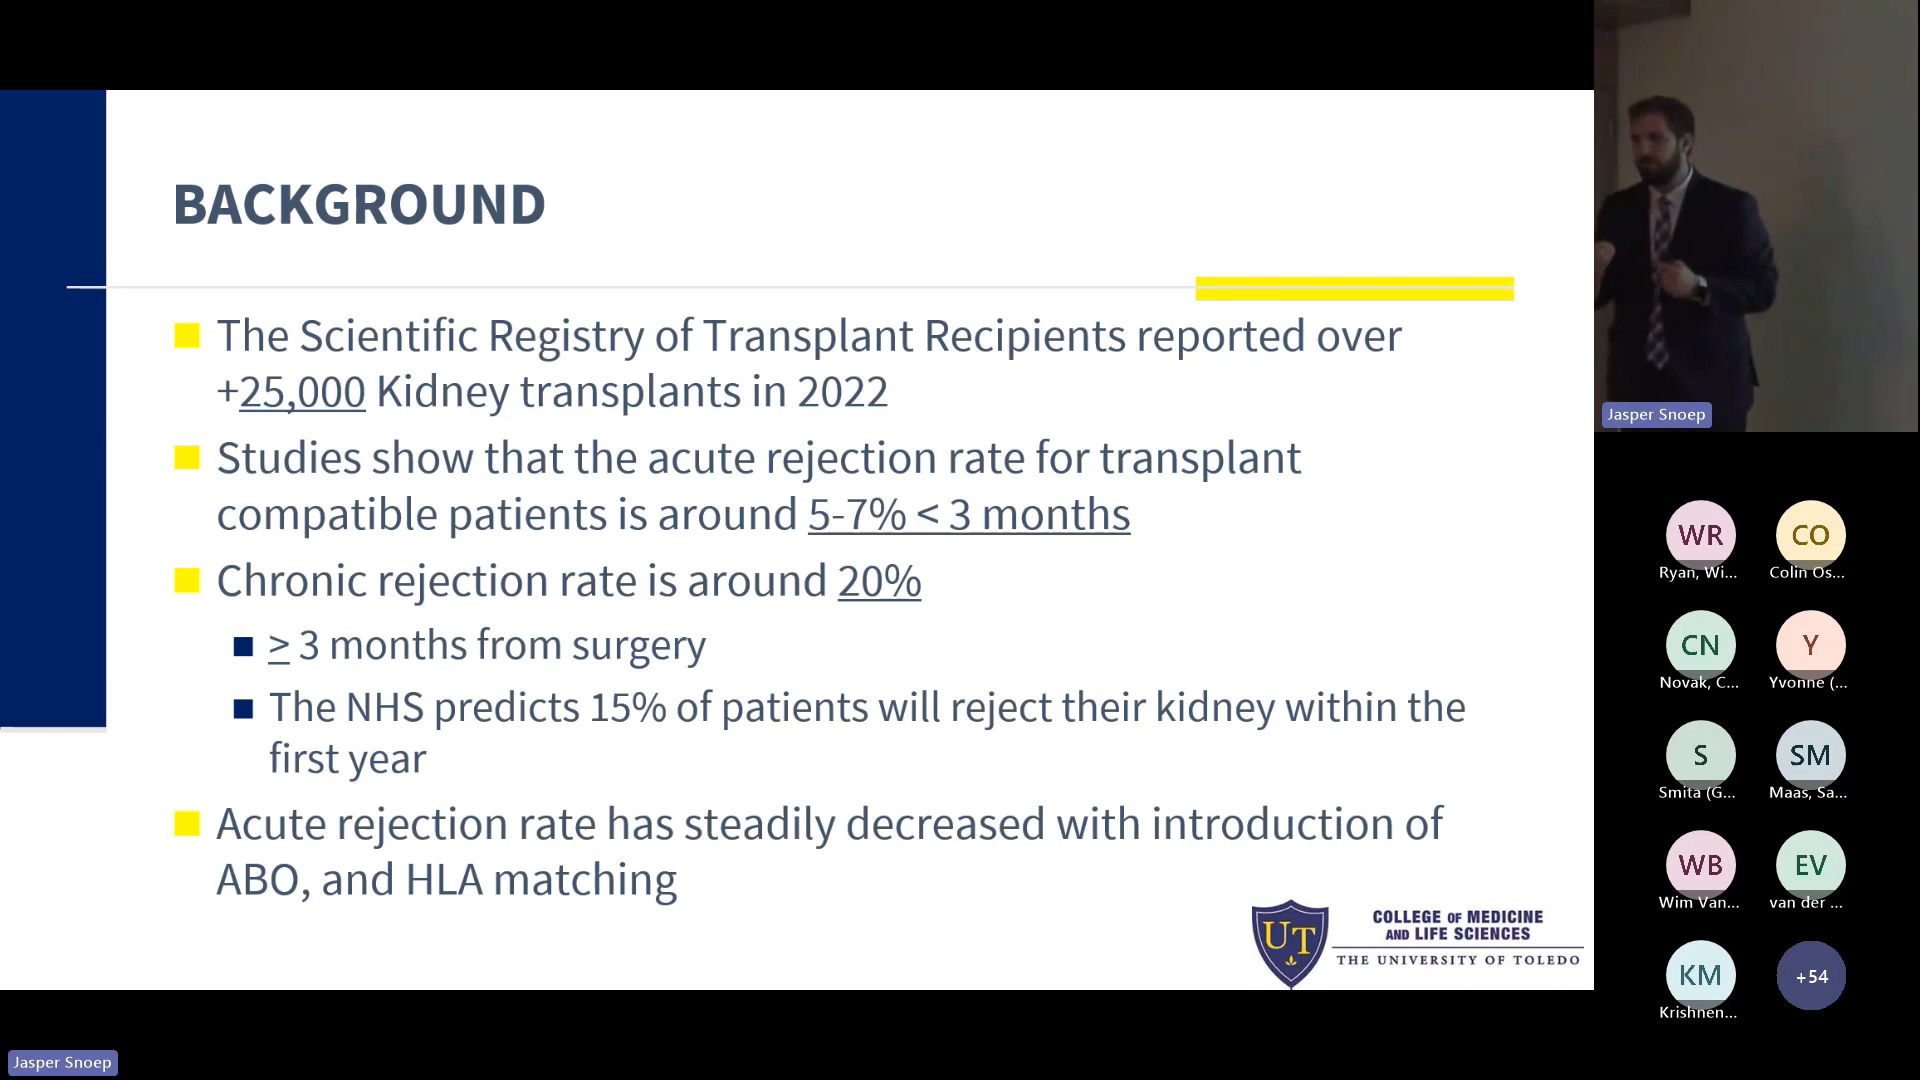 BACKGROUND
The Scientific Registry of Transplant Recipients reported over
+25,000 Kidney transplants in 2022
Studies show that the acute rejection rate for transplant
compatible patients is around 5-7% < 3 months
Chronic rejection rate is around 20%
≥ 3 months from surgery
The NHS predicts 15% of patients will reject their kidney within the
first year
Acute rejection rate has steadily decreased with introduction of
ABO, and HLA matching
UT
COLLEGE OF MEDICINE
AND LIFE SCIENCES
THE UNIVERSITY OF TOLEDO
Jasper Snoep
WR
Ryan, Wi...
CO
Colin Os...
CN
Novak, C...
Y
Yvonne (...
S
Smita (G...
SM
Maas, Sa...
WB
Wim Van...
EV
van der ...
KM
Krishnen...
+54
Jasper Snoep